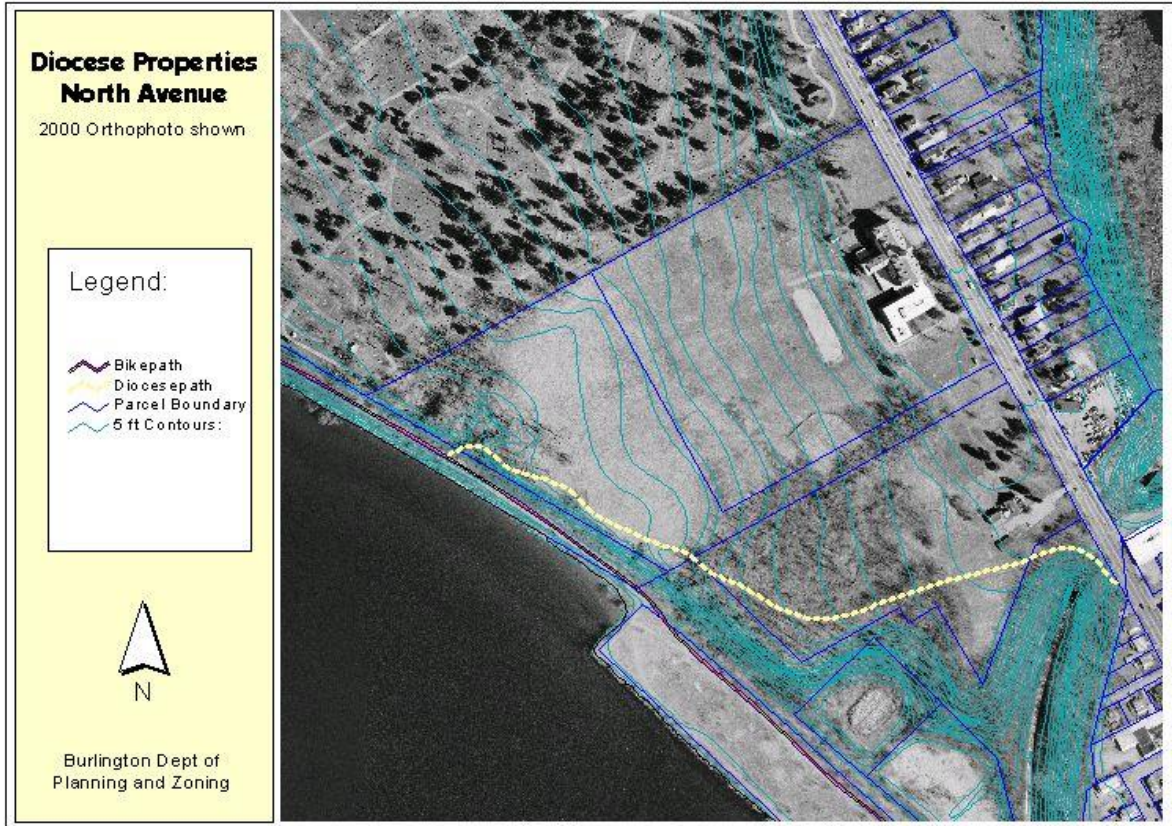 Diocese Properties
North Avenue
2000 Orthophoto shown
Legend:
Bikepath
Diocesepath
Parcel Boundary
5 ft Contours:
N
Burlington Dept of
Planning and Zoning